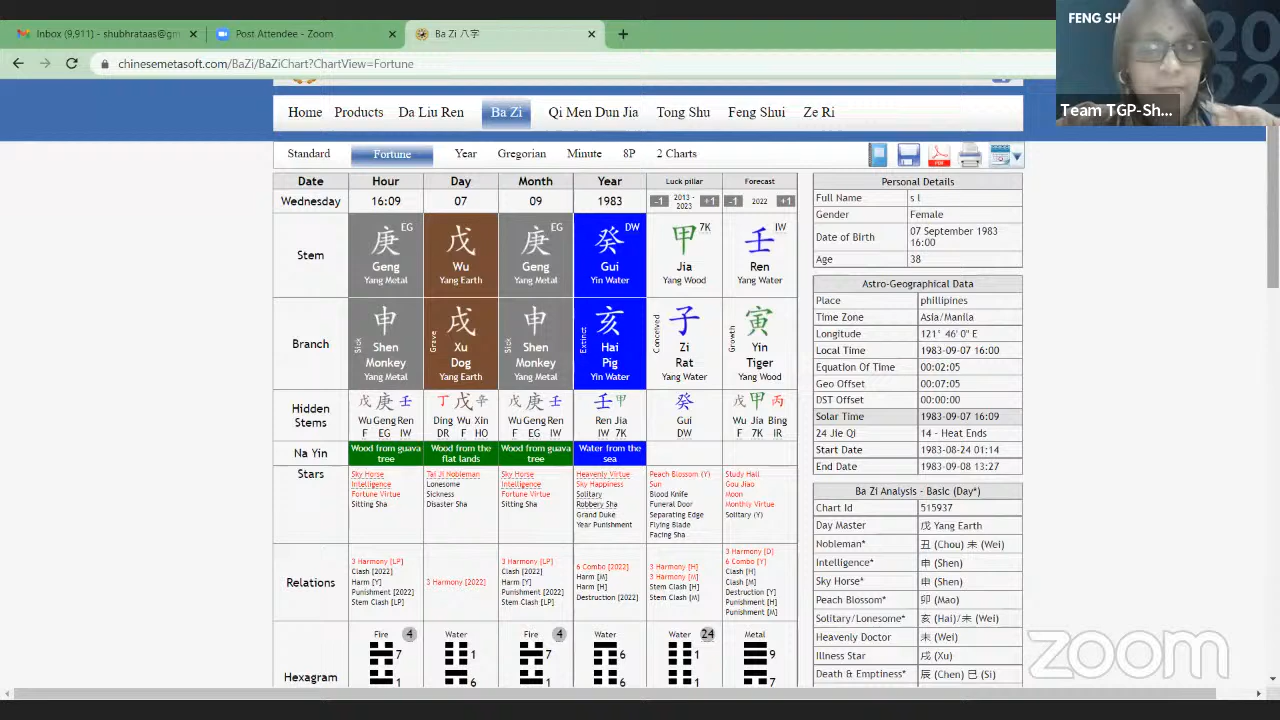 Inbox (9,911) - shubhrataas@gm
Post Attendee - Zoom
Ba Zi 八字
FENG SH
2022
chinesemetasoft.com/BaZi/BaZiChart?ChartView=Fortune
Team TGP-Sh...
Home Products Da Liu Ren Ba Zi Qi Men Dun Jia Tong Shu Feng Shui Ze Ri
Standard Fortune Year Gregorian Minute 8P 2 Charts
Date Hour Day Month Year Luck pillar Forecast
Wednesday 16:09 07 09 1983 -1 2013 - 2023 +1 -1 2022 +1
Stem
庚 EG Geng Yang Metal
戊 Wu Yang Earth
庚 EG Geng Yang Metal
癸 DW Gui Yin Water
甲 7K Jia Yang Wood
壬 IW Ren Yang Water
Branch
Sick 申 Shen Monkey Yang Metal
Grave 戌 Xu Dog Yang Earth
Sick 申 Shen Monkey Yang Metal
Extinct 亥 Hai Pig Yin Water
Conceived 子 Zi Rat Yang Water
Growth 寅 Yin Tiger Yang Wood
Hidden Stems
戊庚壬 Wu Geng Ren F EG IW
丁戊辛 Ding Wu Xin DR F HO
戊庚壬 Wu Geng Ren F EG IW
壬甲 Ren Jia IW 7K
癸 Gui DW
戊甲丙 Wu Jia Bing F 7K IR
Na Yin
Wood from guava tree
Wood from the flat lands
Wood from guava tree
Water from the sea
Stars
Sky Horse
Intelligence
Fortune Virtue
Sitting Sha
Tai Ji Nobleman
Lonesome
Sickness
Disaster Sha
Sky Horse
Intelligence
Fortune Virtue
Sitting Sha
Heavenly Virtue
Sky Happiness
Solitary
Robbery Sha
Grand Duke
Year Punishment
Peach Blossom (Y)
Sun
Blood Knife
Funeral Door
Separating Edge
Flying Blade
Facing Sha
Study Hall
Gou Jiao
Moon
Monthly Virtue
Solitary (Y)
Relations
3 Harmony [LP]
Clash [2022]
Harm [Y]
Punishment [2022]
Stem Clash [LP]
3 Harmony [2022]
3 Harmony [LP]
Clash [2022]
Harm [Y]
Punishment [2022]
Stem Clash [LP]
6 Combo [2022]
Harm [M]
Harm [H]
Destruction [2022]
3 Harmony [H]
3 Harmony [M]
Stem Clash [H]
Stem Clash [M]
3 Harmony [D]
6 Combo [Y]
Clash [H]
Clash [M]
Destruction [Y]
Punishment [H]
Punishment [M]
Hexagram
Fire 4 7 1
Water 1 6
Fire 4 7 1
Water 6 6
Water 24 1 1
Metal 9 7
Personal Details
Full Name s l
Gender Female
Date of Birth 07 September 1983 16:00
Age 38
Astro-Geographical Data
Place phillipines
Time Zone Asia/Manila
Longitude 121° 46' 0" E
Local Time 1983-09-07 16:00
Equation Of Time 00:02:05
Geo Offset 00:07:05
DST Offset 00:00:00
Solar Time 1983-09-07 16:09
24 Jie Qi 14 - Heat Ends
Start Date 1983-08-24 01:14
End Date 1983-09-08 13:27
Ba Zi Analysis - Basic (Day*)
Chart Id 515937
Day Master 戊 Yang Earth
Nobleman* 丑 (Chou) 未 (Wei)
Intelligence* 申 (Shen)
Sky Horse* 申 (Shen)
Peach Blossom* 卯 (Mao)
Solitary/Lonesome* 亥 (Hai)/未 (Wei)
Heavenly Doctor 未 (Wei)
Illness Star 戌 (Xu)
Death & Emptiness* 辰 (Chen) 巳 (Si)
zoom